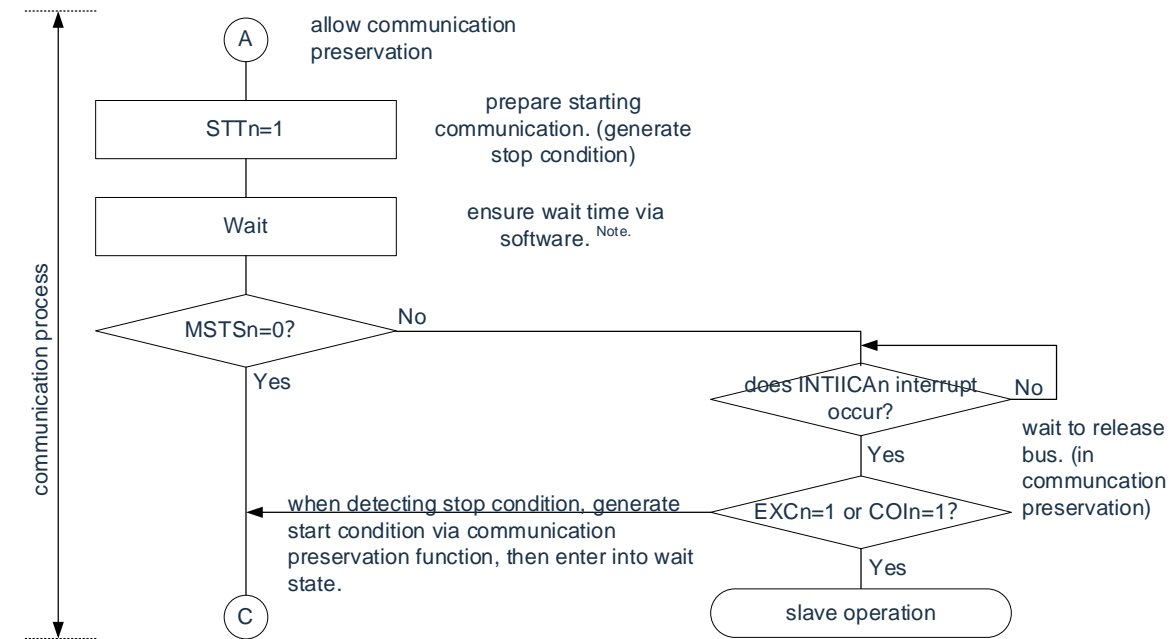 A
allow communication
preservation
STTn=1
prepare starting
communication. (generate
stop condition)
Wait
ensure wait time via
software. Note.
communication process
MSTSn=0?
No
Yes
does INTIICAn interrupt
occur?
No
wait to release
bus. (in
communcation
preservation)
Yes
EXCn=1 or COIn=1?
when detecting stop condition, generate
start condition via communication
preservation function, then enter into wait
state.
Yes
C
slave operation